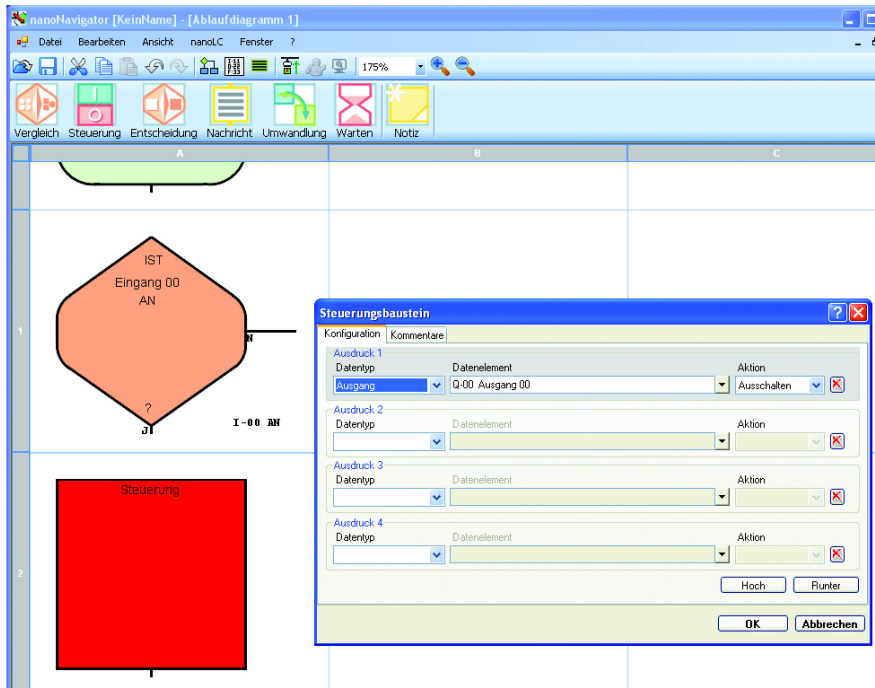 nanoNavigator [KeinName] - [Ablaufdiagramm 1]
Datei Bearbeiten Ansicht nanoLC Fenster ?
175%
Vergleich Steuerung Entscheidung Nachricht Umwandlung Warten Notiz
A B C
1
IST
Eingang 00
AN
N
?
J
I-00 AN
2
Steuerung
Steuerungsbaustein
Konfiguration Kommentare
Ausdruck 1
Datentyp Datenelement Aktion
Ausgang Q-00 Ausgang 00 Ausschalten
Ausdruck 2
Datentyp Datenelement Aktion
Ausdruck 3
Datentyp Datenelement Aktion
Ausdruck 4
Datentyp Datenelement Aktion
Hoch Runter
OK Abbrechen